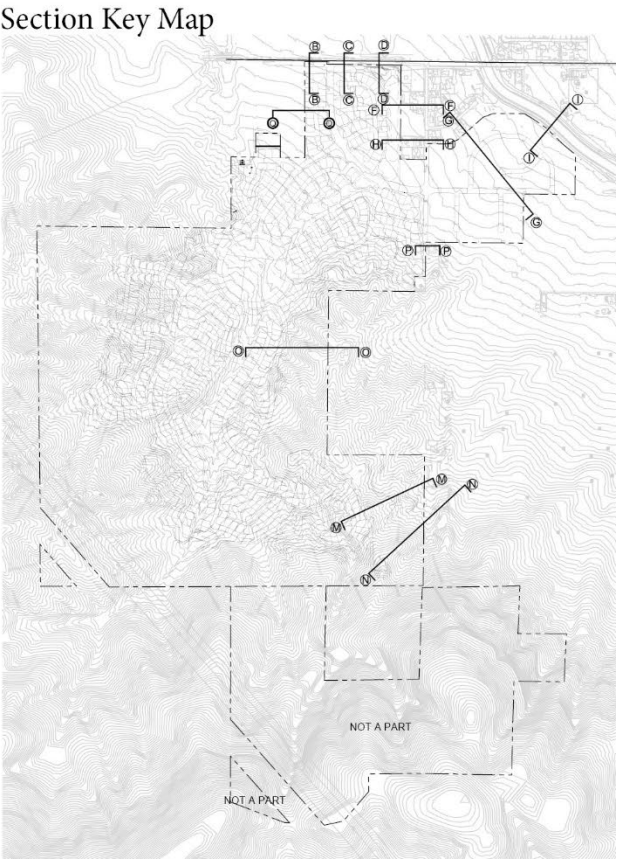 Section Key Map
B C D
B C D
F F
G
I
H H
I
G
P P
O O
M
N
M
N
NOT A PART
NOT A PART